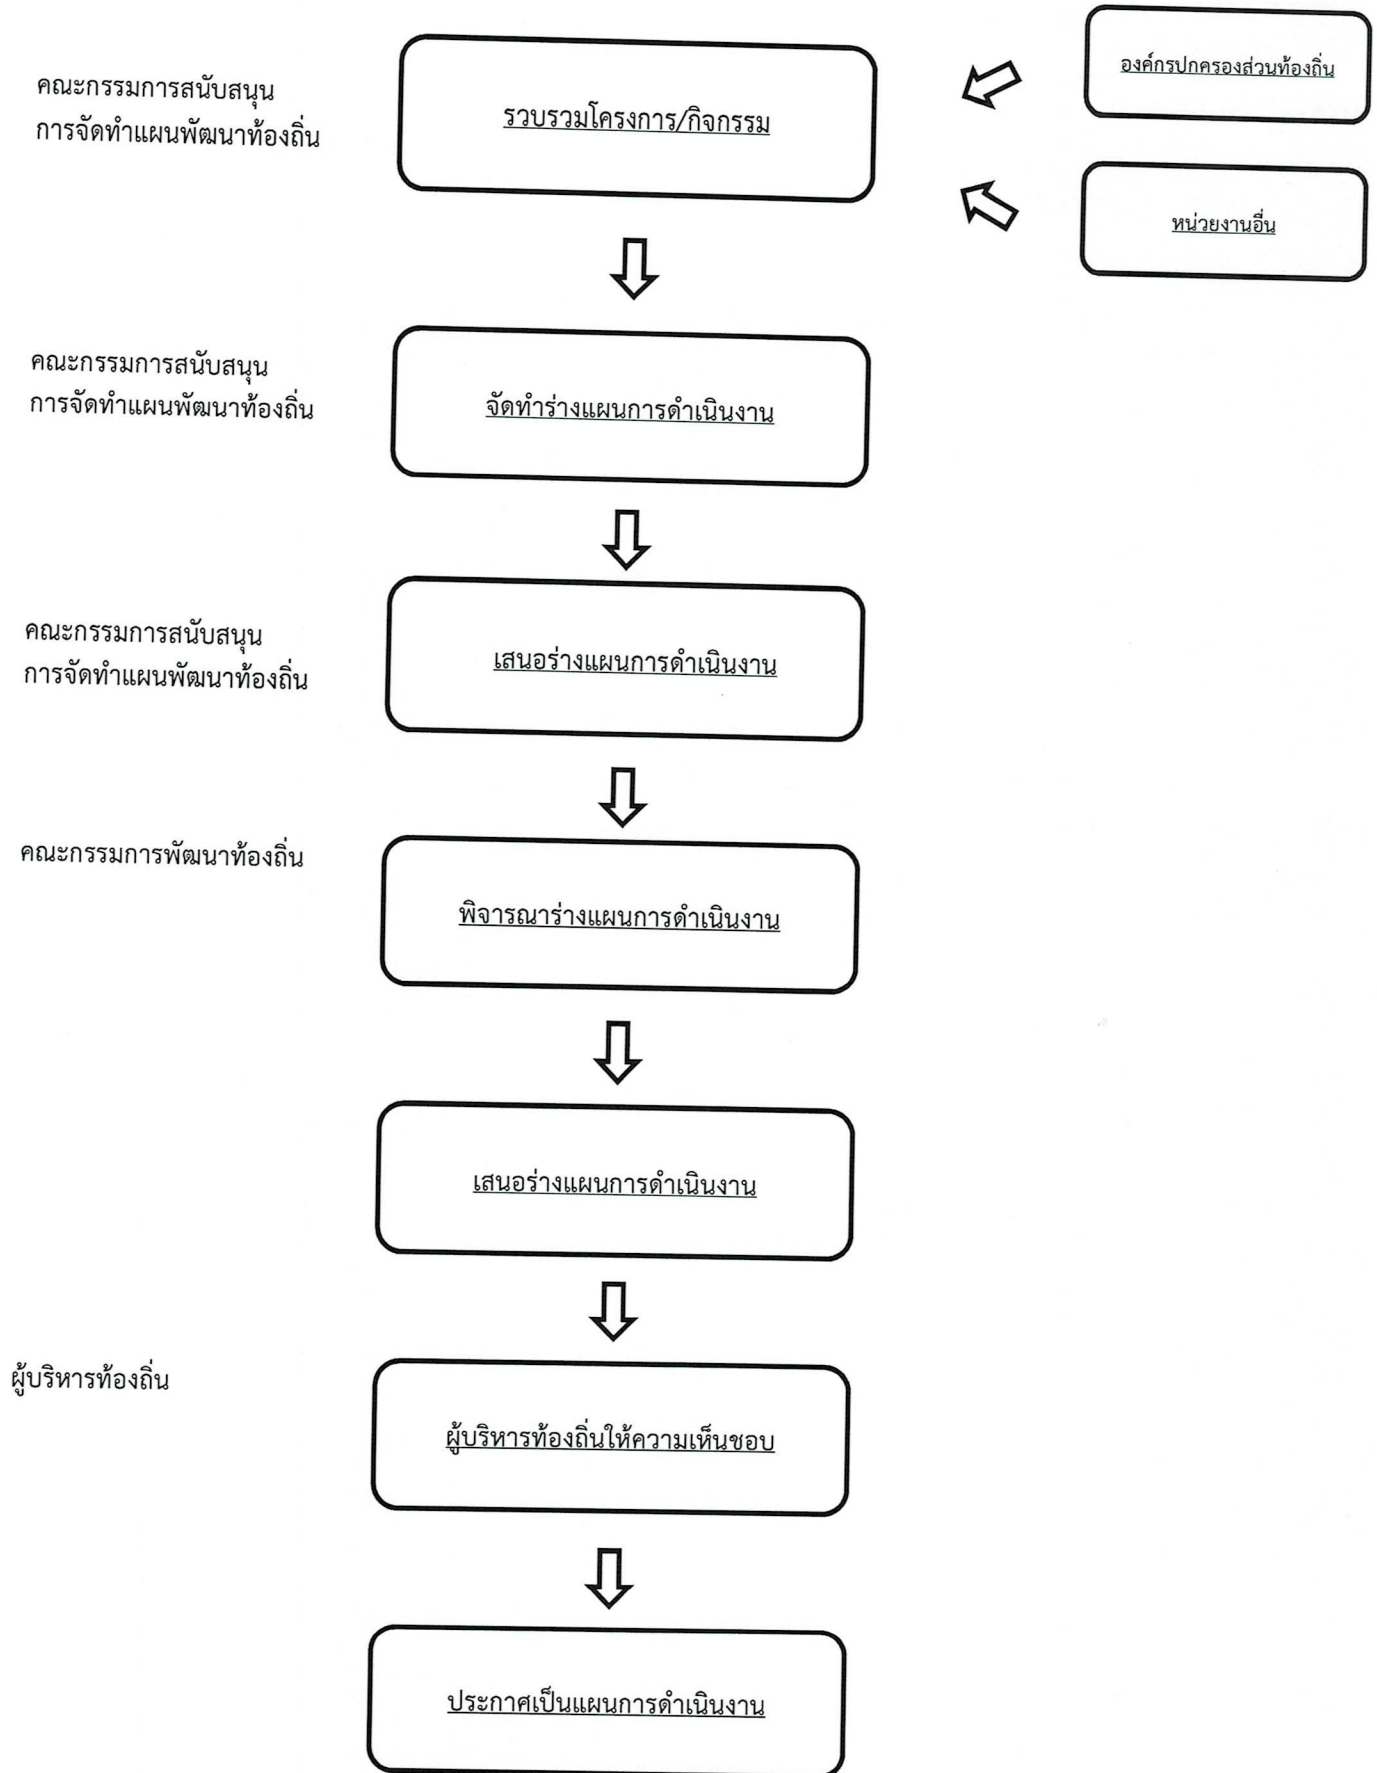 คณะกรรมการสนับสนุน
การจัดทำแผนพัฒนาท้องถิ่น
รวบรวมโครงการ/กิจกรรม
องค์กรปกครองส่วนท้องถิ่น
หน่วยงานอื่น
คณะกรรมการสนับสนุน
การจัดทำแผนพัฒนาท้องถิ่น
จัดทำร่างแผนการดำเนินงาน
คณะกรรมการสนับสนุน
การจัดทำแผนพัฒนาท้องถิ่น
เสนอร่างแผนการดำเนินงาน
คณะกรรมการพัฒนาท้องถิ่น
พิจารณาร่างแผนการดำเนินงาน
เสนอร่างแผนการดำเนินงาน
ผู้บริหารท้องถิ่น
ผู้บริหารท้องถิ่นให้ความเห็นชอบ
ประกาศเป็นแผนการดำเนินงาน